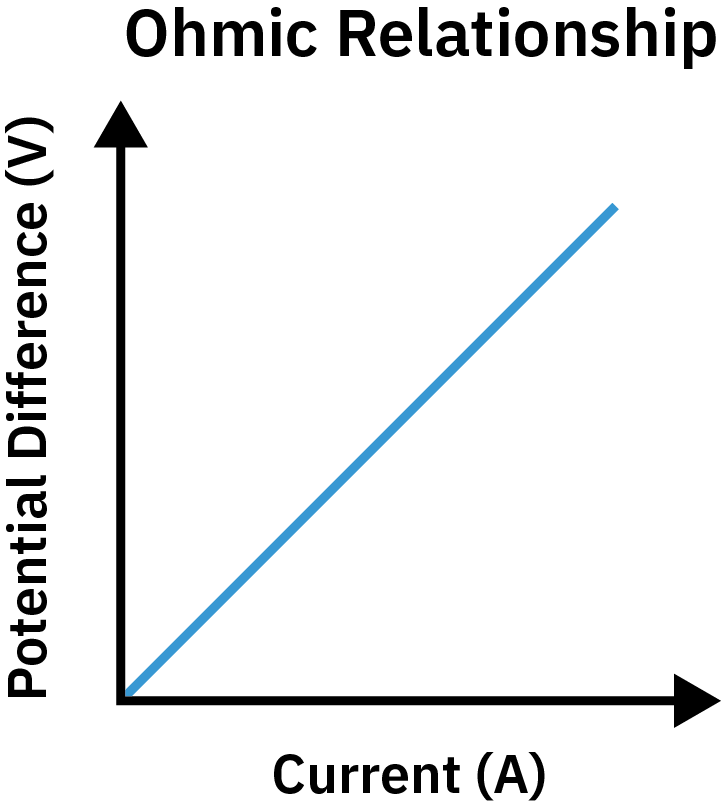 Ohmic Relationship
Potential Difference (V)
Current (A)